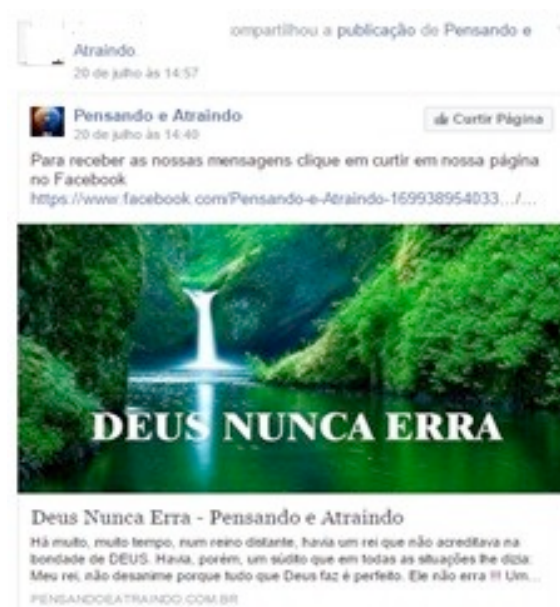 ompartilhou a publicação de Pensando e
Atraindo.
20 de julho às 14:57
Pensando e Atraindo
20 de julho às 14:40
Curtir Página
Para receber as nossas mensagens clique em curtir em nossa página
no Facebook
https://www.facebook.com/Pensando-e-Atraindo-169938954033.../...
DEUS NUNCA ERRA
Deus Nunca Erra - Pensando e Atraindo
Há muito, muito tempo, num reino distante, havia um rei que não acreditava na
bondade de DEUS. Havia, porém, um súdito que em todas as situações lhe dizia:
Meu rei, não desanime porque tudo que Deus faz é perfeito. Ele não erra !!! Um...
PENSANDOEATRAINDO.COM.BR